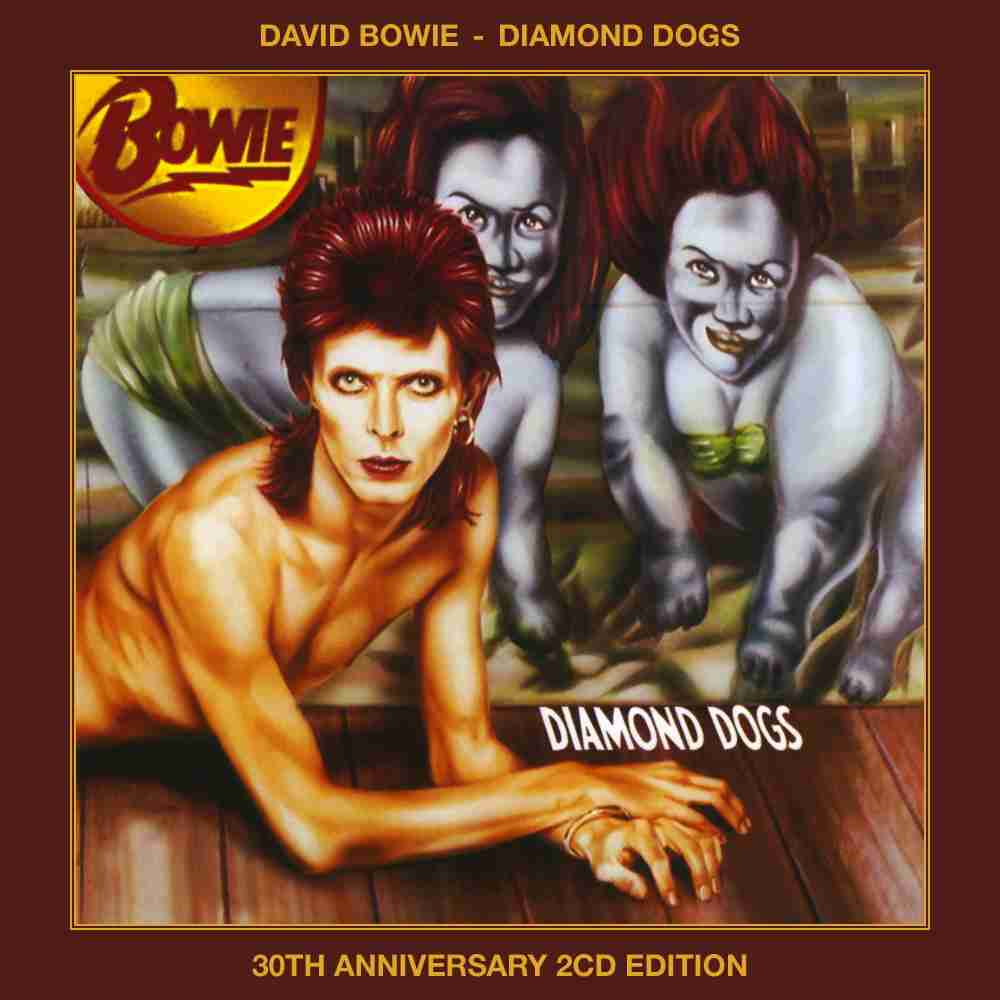 DAVID BOWIE - DIAMOND DOGS
BOWIE
DIAMOND DOGS
30TH ANNIVERSARY 2CD EDITION